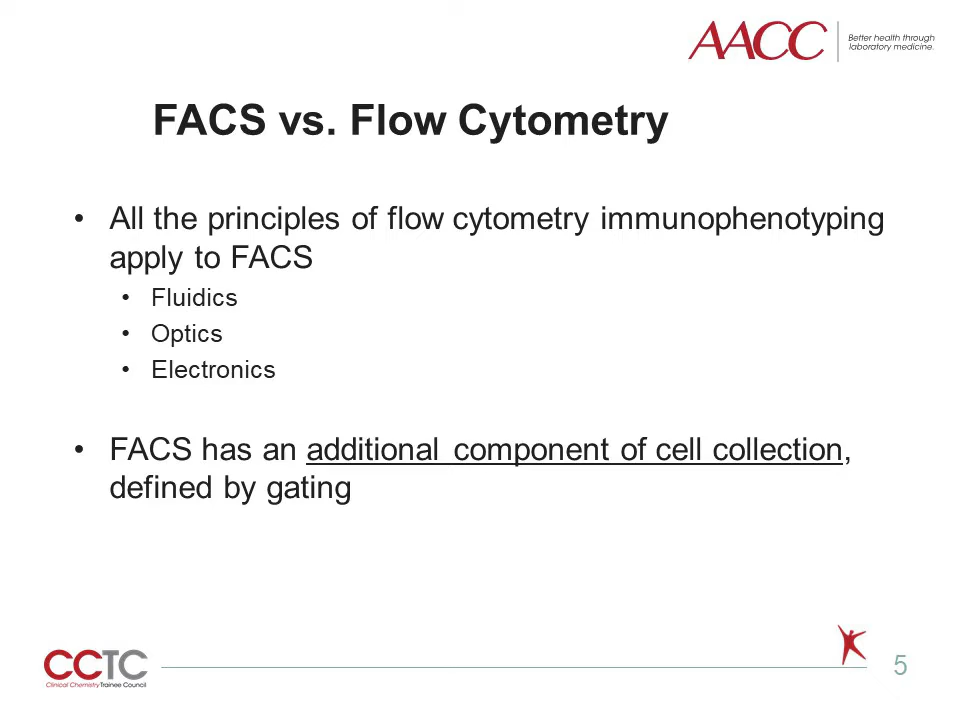 AACC
Better health through
laboratory medicine.
FACS vs. Flow Cytometry
• All the principles of flow cytometry immunophenotyping
apply to FACS
• Fluidics
• Optics
• Electronics
• FACS has an additional component of cell collection,
defined by gating
CCTC
Clinical Chemistry Trainee Council
5